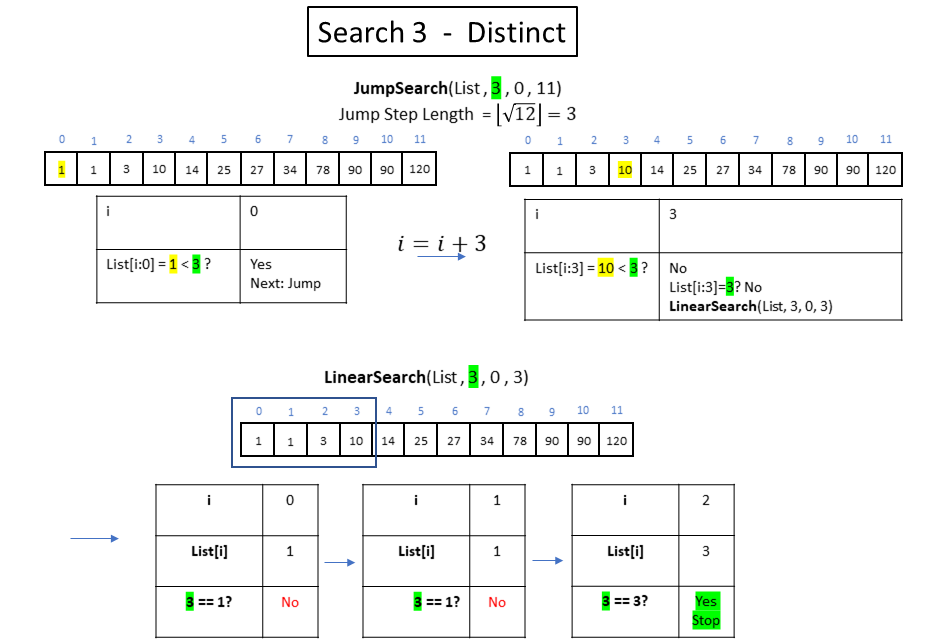 Search 3 - Distinct
JumpSearch(List , 3 , 0 , 11)
Jump Step Length = ⌊√12⌋ = 3
0 1 2 3 4 5 6 7 8 9 10 11
1 1 3 10 14 25 27 34 78 90 90 120
i 0
List[i:0] = 1 < 3 ? Yes
Next: Jump
i = i + 3
0 1 2 3 4 5 6 7 8 9 10 11
1 1 3 10 14 25 27 34 78 90 90 120
i 3
List[i:3] = 10 < 3 ? No
List[i:3]=3? No
LinearSearch(List, 3, 0, 3)
LinearSearch(List , 3 , 0 , 3)
0 1 2 3 4 5 6 7 8 9 10 11
1 1 3 10 14 25 27 34 78 90 90 120
i 0
List[i] 1
3 == 1? No
i 1
List[i] 1
3 == 1? No
i 2
List[i] 3
3 == 3? Yes
Stop